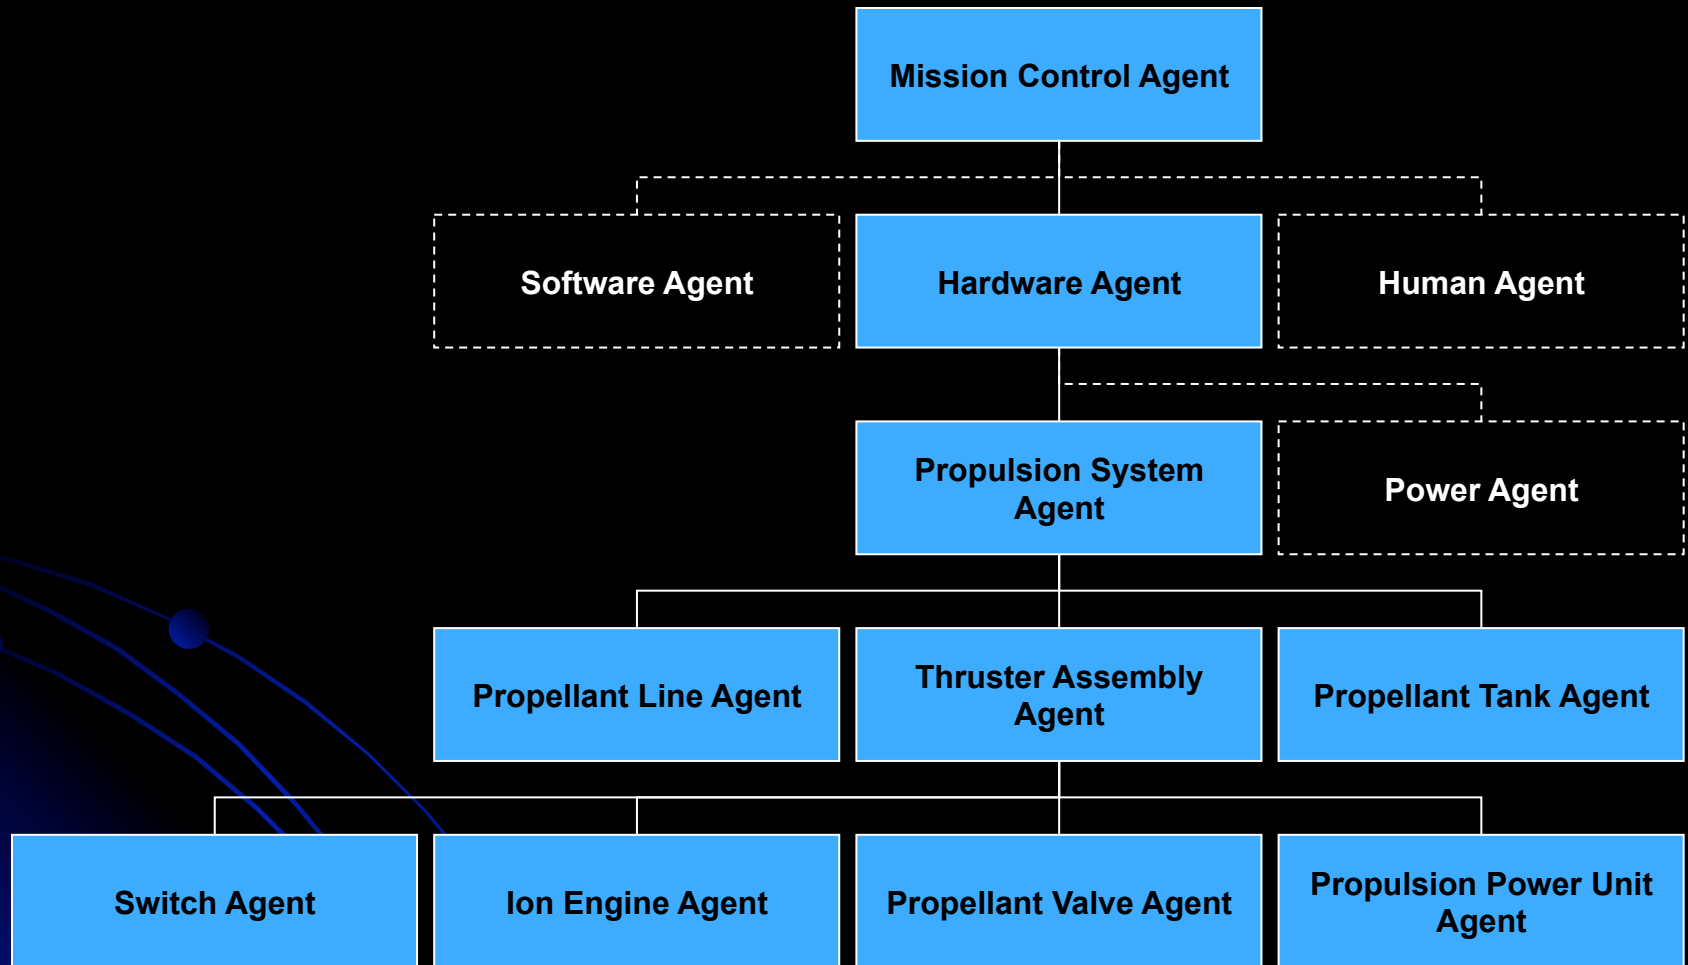 Mission Control Agent
Software Agent
Hardware Agent
Human Agent
Propulsion System
Agent
Power Agent
Propellant Line Agent
Thruster Assembly
Agent
Propellant Tank Agent
Switch Agent
Ion Engine Agent
Propellant Valve Agent
Propulsion Power Unit
Agent